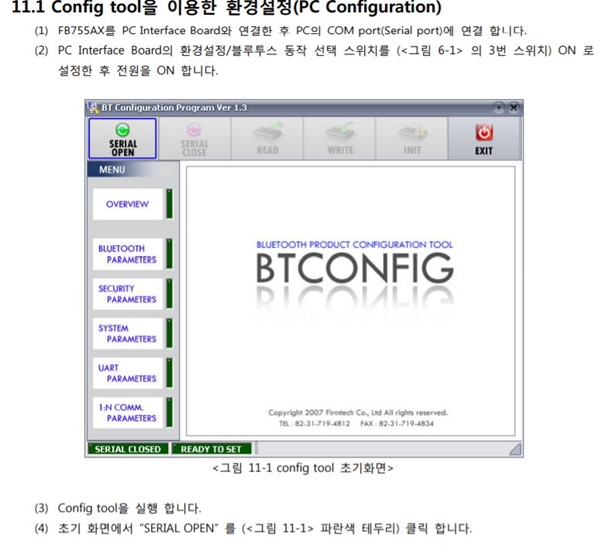 11.1 Config tool을 이용한 환경설정(PC Configuration)
(1) FB755AX를 PC Interface Board와 연결한 후 PC의 COM port(Serial port)에 연결 합니다.
(2) PC Interface Board의 환경설정/블루투스 동작 선택 스위치를 (<그림 6-1> 의 3번 스위치) ON 로
설정한 후 전원을 ON 합니다.
BT Configuration Program Ver 1.3
SERIAL OPEN
SERIAL CLOSE
READ
WRITE
INIT
EXIT
MENU
OVERVIEW
BLUETOOTH
PARAMETERS
SECURITY
PARAMETERS
SYSTEM
PARAMETERS
UART
PARAMETERS
1:N COMM.
PARAMETERS
BLUETOOTH PRODUCT CONFIGURATION TOOL
BTCONFIG
Copyright 2007 Firmtech Co., Ltd All rights reserved.
TEL : 82-31-719-4812 FAX : 82-31-719-4834
SERIAL CLOSED
READY TO SET
<그림 11-1 config tool 초기화면>
(3) Config tool을 실행 합니다.
(4) 초기 화면에서 "SERIAL OPEN" 를 (<그림 11-1> 파란색 테두리) 클릭 합니다.